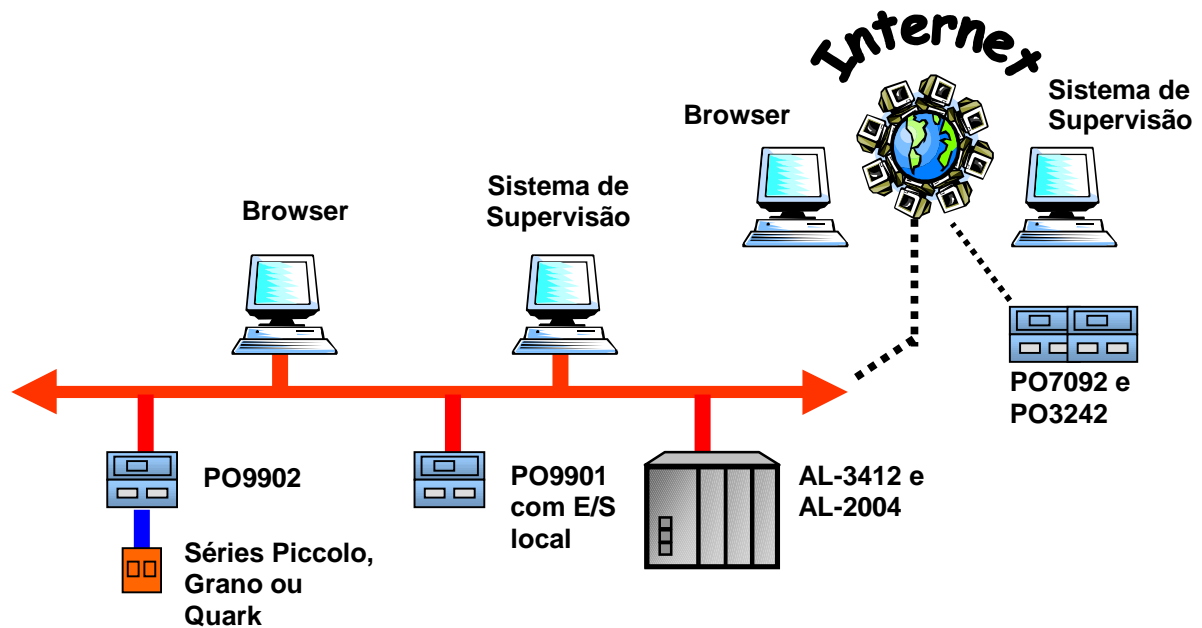 Internet
Sistema de
Supervisão
Browser
Sistema de
Supervisão
Browser
PO7092 e
PO3242
PO9902
PO9901
com E/S
local
AL-3412 e
AL-2004
Séries Piccolo,
Grano ou
Quark